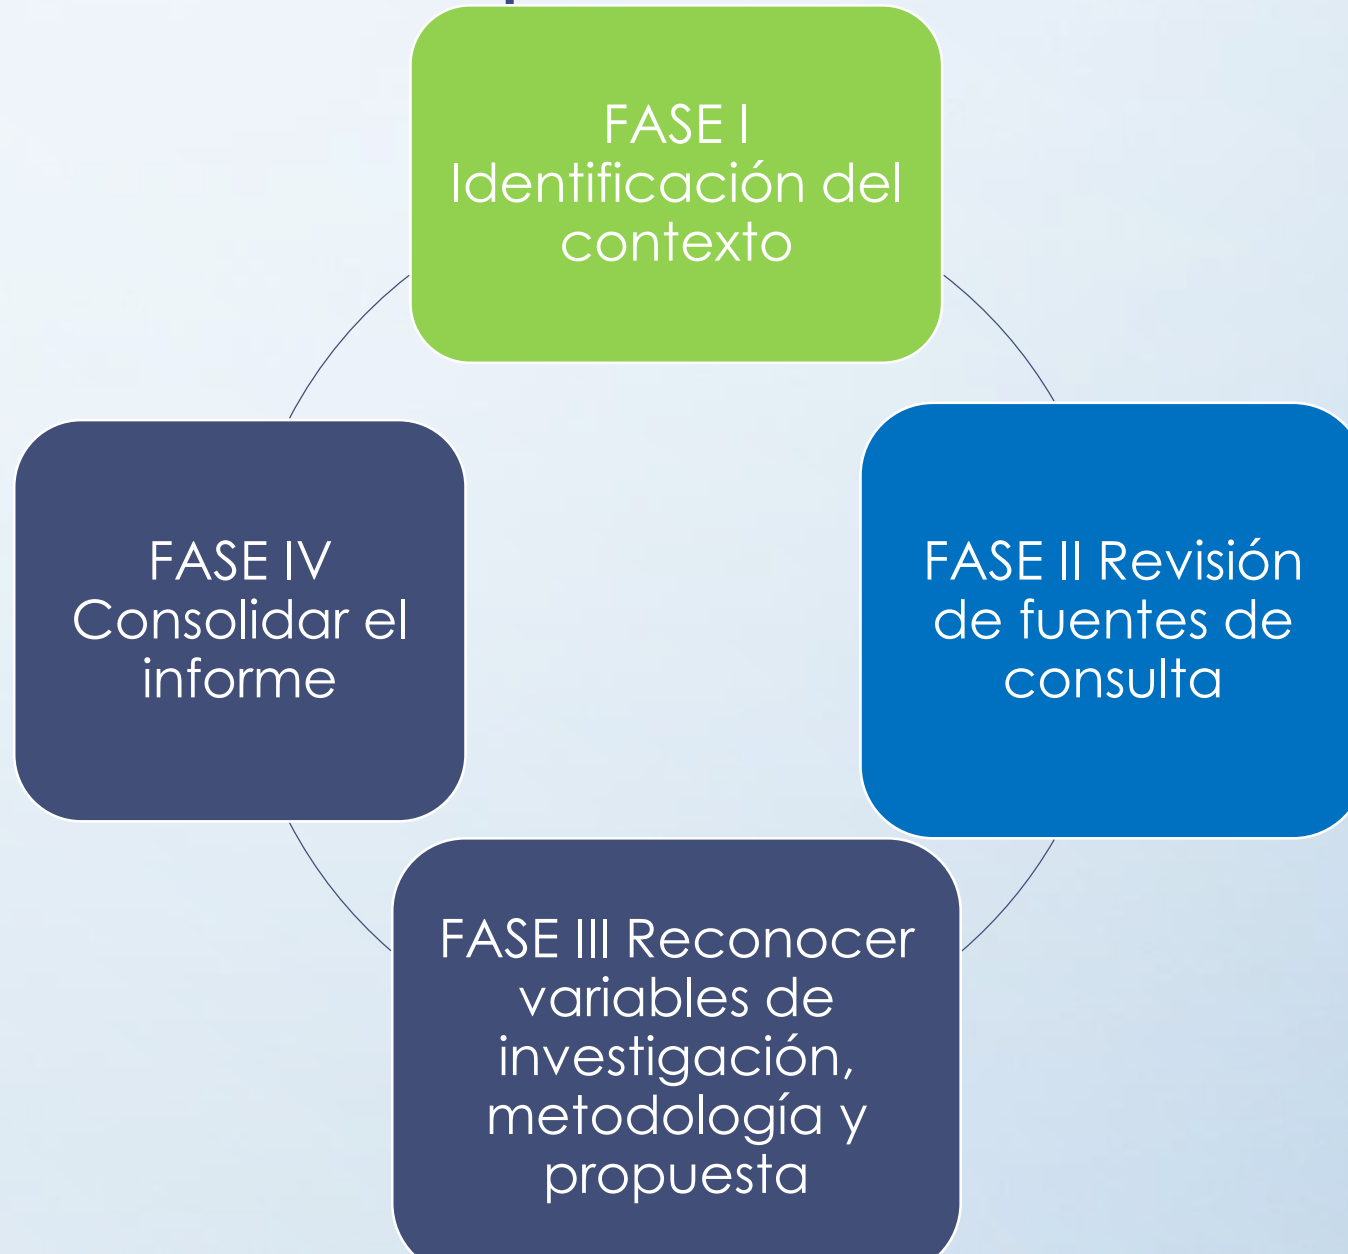 FASE I
Identificación del
contexto
FASE II Revisión
de fuentes de
consulta
FASE III Reconocer
variables de
investigación,
metodología y
propuesta
FASE IV
Consolidar el
informe